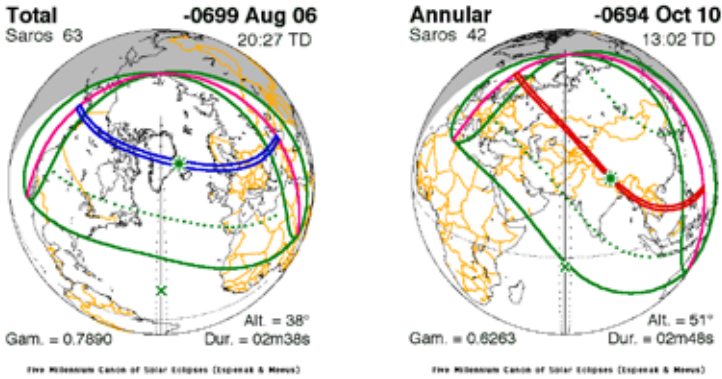 Total -0699 Aug 06
Saros 63 20:27 TD
Alt. = 38°
Gam. = 0.7890 Dur. = 02m38s
Five Millennium Canon of Solar Eclipses (Espenak & Meeus)
Annular -0694 Oct 10
Saros 42 13:02 TD
Alt. = 51°
Gam. = 0.6263 Dur. = 02m48s
Five Millennium Canon of Solar Eclipses (Espenak & Meeus)